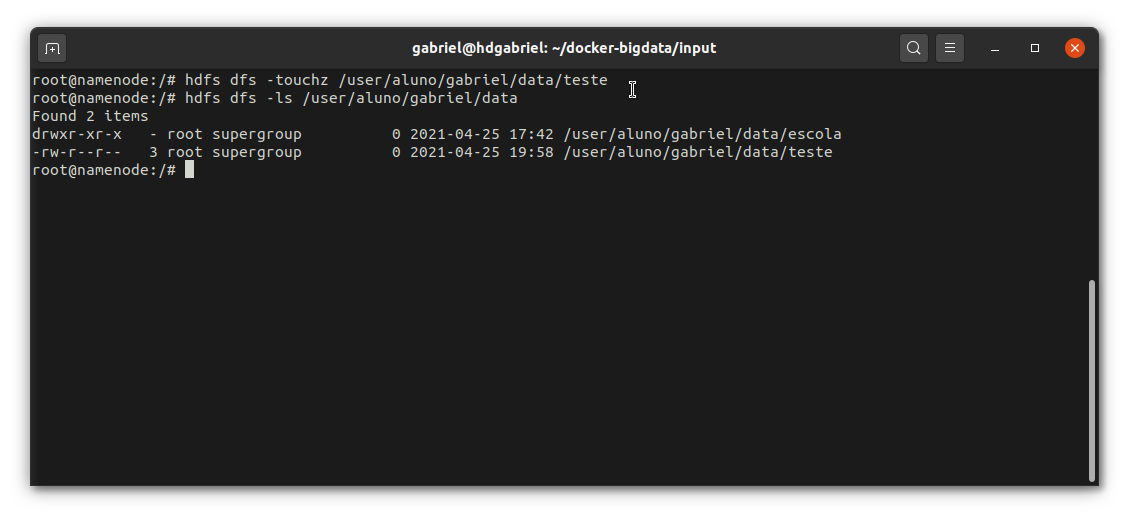 gabriel@hdgabriel: ~/docker-bigdata/input
root@namenode:/# hdfs dfs -touchz /user/aluno/gabriel/data/teste
root@namenode:/# hdfs dfs -ls /user/aluno/gabriel/data
Found 2 items
drwxr-xr-x   - root supergroup          0 2021-04-25 17:42 /user/aluno/gabriel/data/escola
-rw-r--r--   3 root supergroup          0 2021-04-25 19:58 /user/aluno/gabriel/data/teste
root@namenode:/#